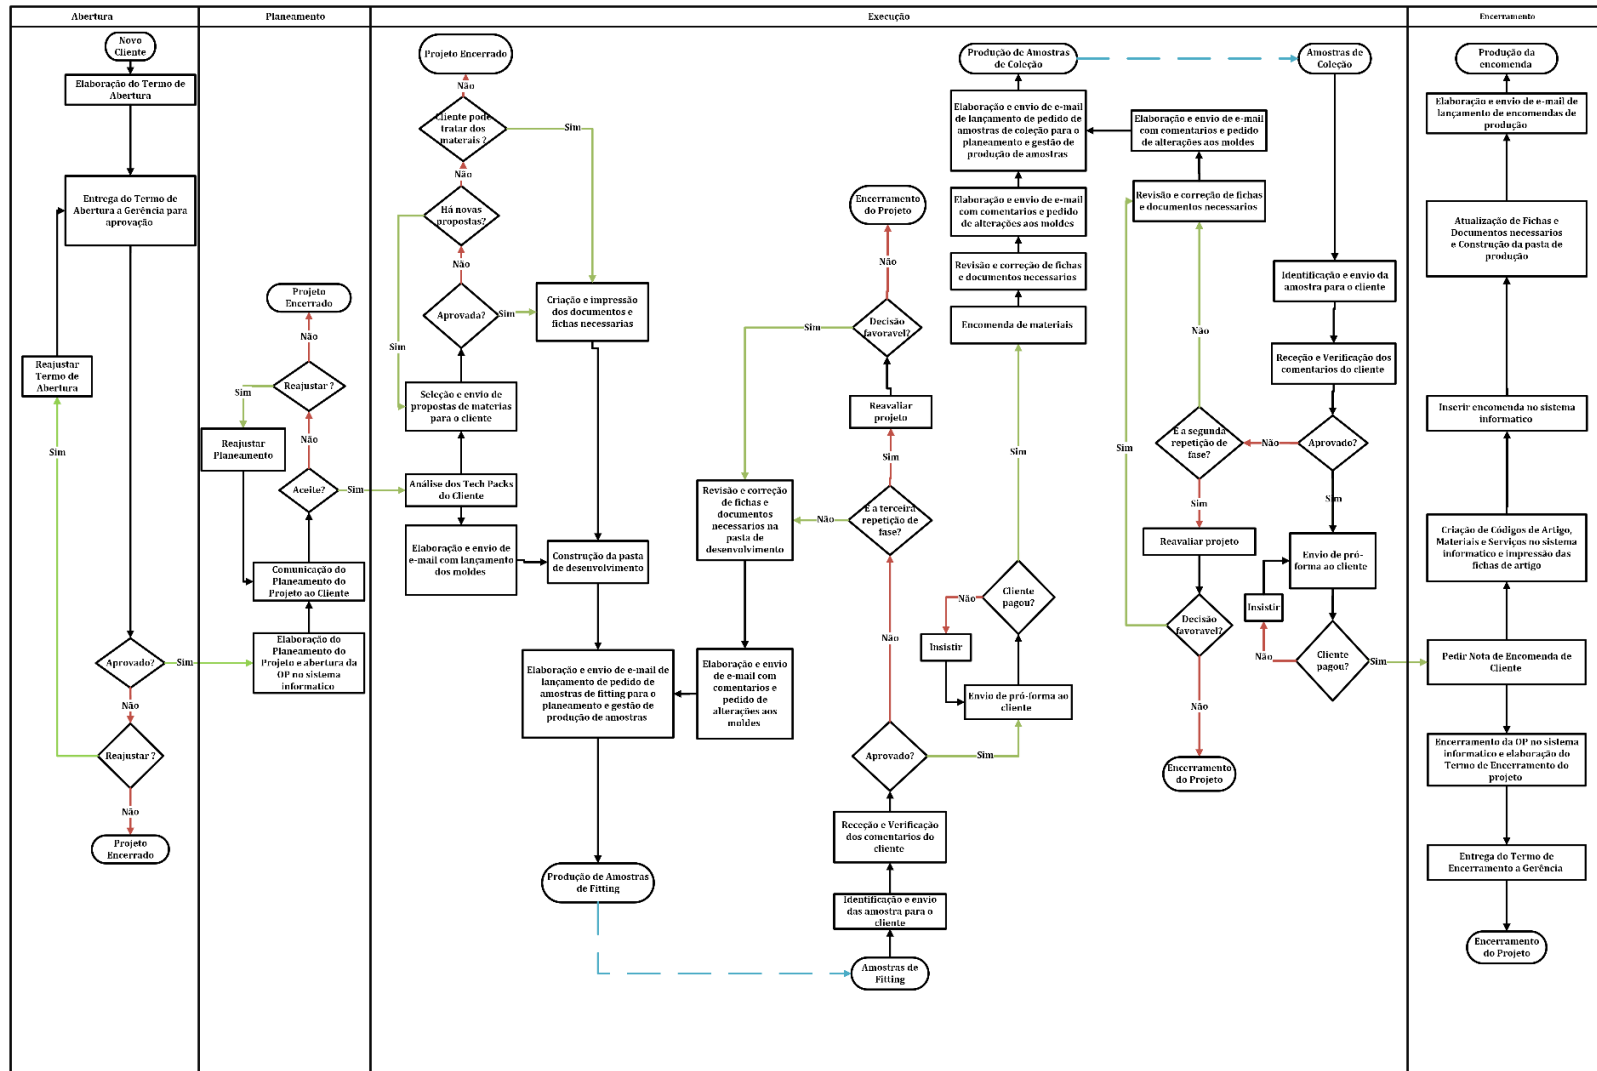 Abertura
Novo
Cliente
Elaboração do Termo de
Abertura
Entrega do Termo de
Abertura a Gerência para
aprovação
Reajustar
Termo de
Abertura
Sim
Aprovado?
Sim
Não
Reajustar ?
Não
Projeto
Encerrado
Planeamento
Projeto
Encerrado
Não
Reajustar ?
Sim
Reajustar
Planeamento
Não
Aceite?
Sim
Comunicação do
Planeamento do
Projeto ao Cliente
Elaboração do
Planeamento do
Projeto e abertura da
OP no sistema
informatico
Execução
Projeto Encerrado
Não
Cliente pode
tratar dos
materais ?
Sim
Não
Há novas
propostas?
Sim
Não
Aprovada?
Sim
Criação e impressão
dos documentos e
fichas necessarias
Seleção e envio de
propostas de materias
para o cliente
Análise dos Tech Packs
do Cliente
Elaboração e envio de
e-mail com lançamento
dos moldes
Construção da pasta
de desenvolvimento
Elaboração e envio de e-mail de
lançamento de pedido de
amostras de fitting para o
planeamento e gestão de
produção de amostras
Produção de Amostras
de Fitting
Encerramento
do Projeto
Não
Decisão
favoravel?
Sim
Reavaliar
projeto
Sim
É a terceira
repetição de
fase?
Não
Revisão e correção
de fichas e
documentos
necessarios na
pasta de
desenvolvimento
Elaboração e envio
de e-mail com
comentarios e
pedido de
alterações aos
moldes
Não
Aprovado?
Sim
Receção e Verificação
dos comentarios do
cliente
Identificação e envio
das amostra para o
cliente
Amostras de
Fitting
Produção de Amostras
de Coleção
Elaboração e envio de e-mail
de lançamento de pedido de
amostras de coleção para o
planeamento e gestão de
produção de amostras
Elaboração e envio de e-mail
com comentarios e pedido
de alterações aos moldes
Revisão e correção de fichas
e documentos necessarios
Encomenda de materiais
Sim
Cliente
pagou?
Não
Insistir
Envio de pró-forma ao
cliente
Elaboração e envio de e-mail
com comentarios e pedido
de alterações aos moldes
Revisão e correção de fichas
e documentos necessarios
Não
Sim
É a segunda
repetição de
fase?
Não
Sim
Reavaliar projeto
Decisão
favoravel?
Não
Encerramento
do Projeto
Amostras de
Coleção
Identificação e envio da
amostra para o cliente
Receção e Verificação dos
comentarios do cliente
Aprovado?
Sim
Envio de pró-
forma ao cliente
Insistir
Não
Cliente
pagou?
Sim
Encerramento
Produção da
encomenda
Elaboração e envio de e-mail de
lançamento de encomendas de
produção
Atualização de Fichas e
Documentos necessarios
e Construção da pasta de
produção
Inserir encomenda no sistema
informatico
Criação de Códigos de Artigo,
Materiais e Serviços no sistema
informatico e impressão das
fichas de artigo
Pedir Nota de Encomenda de
Cliente
Encerramento da OP no sistema
informatico e elaboração do
Termo de Encerramento do
projeto
Entrega do Termo de
Encerramento a Gerência
Encerramento
do Projeto